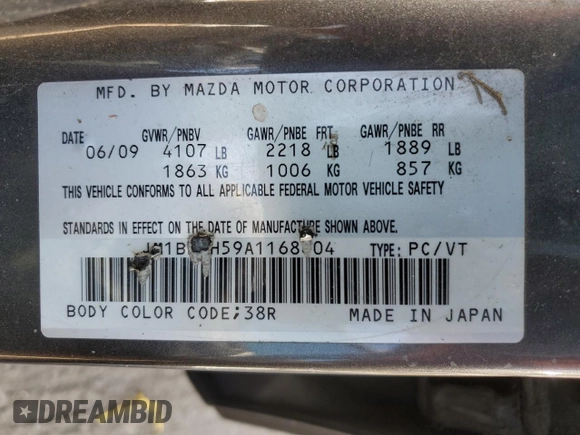 MFD. BY MAZDA MOTOR CORPORATION
DATE GVWR/PNBV GAWR/PNBE FRT GAWR/PNBE RR
06/09 4107 LB 2218 LB 1889 LB
1863 KG 1006 KG 857 KG
THIS VEHICLE CONFORMS TO ALL APPLICABLE FEDERAL MOTOR VEHICLE SAFETY
STANDARDS IN EFFECT ON THE DATE OF MANUFACTURE SHOWN ABOVE.
TYPE: PC/VT
BODY COLOR CODE;38R MADE IN JAPAN
DREAMBID